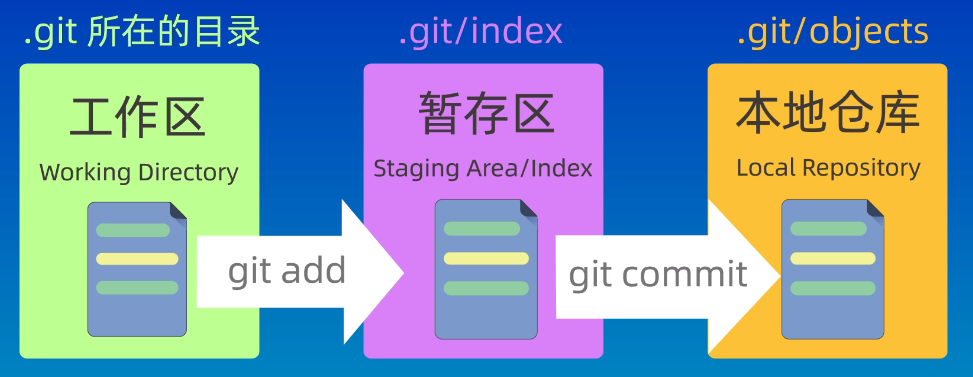 .git 所在的目录
.git/index
.git/objects
工作区
Working Directory
暂存区
Staging Area/Index
本地仓库
Local Repository
git add
git commit